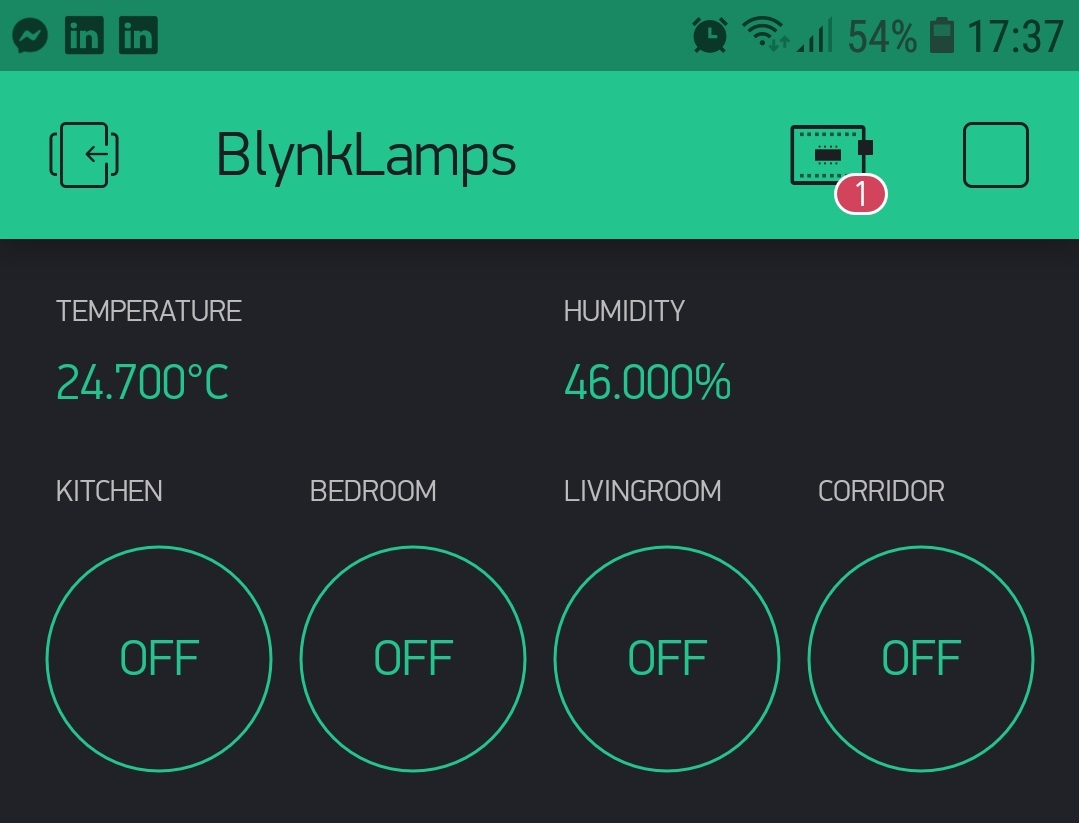 54% 17:37
BlynkLamps
1
TEMPERATURE HUMIDITY
24.700°C 46.000%
KITCHEN BEDROOM LIVINGROOM CORRIDOR
OFF OFF OFF OFF